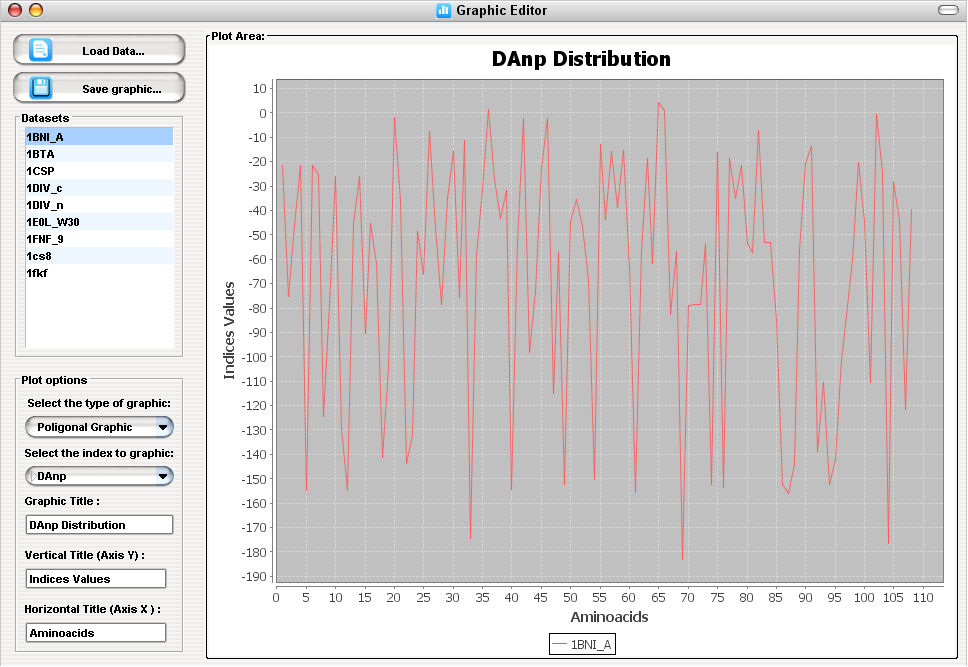 Graphic Editor
Load Data...
Save graphic...
Datasets
1BNI_A
1BTA
1CSP
1DIV_c
1DIV_n
1E0L_W30
1FNF_9
1cs8
1fkf
Plot options
Select the type of graphic:
Poligonal Graphic
Select the index to graphic:
DAnp
Graphic Title :
DAnp Distribution
Vertical Title (Axis Y) :
Indices Values
Horizontal Title (Axis X ) :
Aminoacids
Plot Area:
DAnp Distribution
Indices Values
10
0
-10
-20
-30
-40
-50
-60
-70
-80
-90
-100
-110
-120
-130
-140
-150
-160
-170
-180
-190
0 5 10 15 20 25 30 35 40 45 50 55 60 65 70 75 80 85 90 95 100 105 110
Aminoacids
1BNI_A